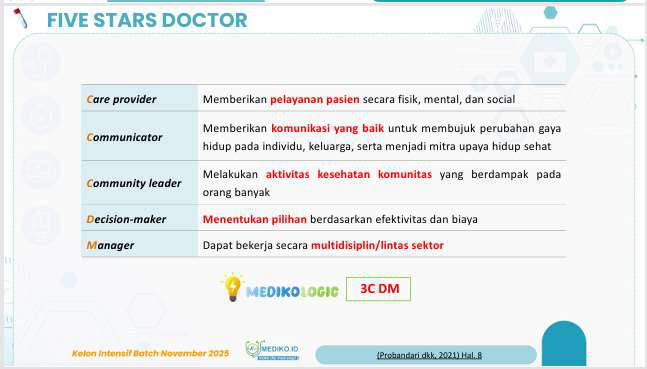 FIVE STARS DOCTOR
Care provider Memberikan pelayanan pasien secara fisik, mental, dan social
Communicator Memberikan komunikasi yang baik untuk membujuk perubahan gaya
hidup pada individu, keluarga, serta menjadi mitra upaya hidup sehat
Community leader Melakukan aktivitas kesehatan komunitas yang berdampak pada
orang banyak
Decision-maker Menentukan pilihan berdasarkan efektivitas dan biaya
Manager Dapat bekerja secara multidisiplin/lintas sektor
MEDIKOLOGIC 3C DM
Kelon Intensif Batch November 2025 MEDIKO.ID (Probandari dkk, 2021) Hal. 8